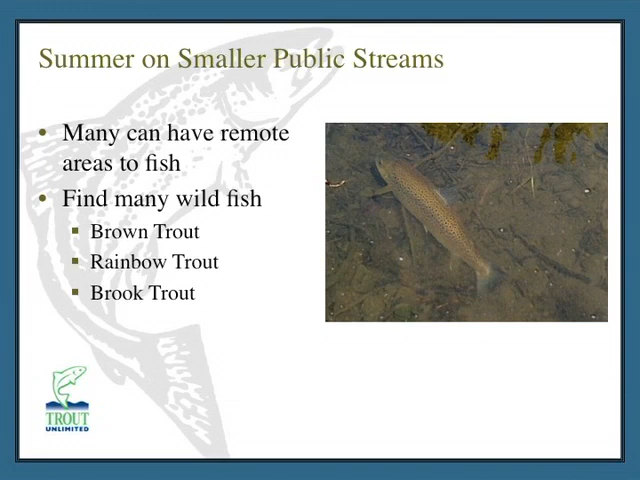 Summer on Smaller Public Streams
• Many can have remote
areas to fish
• Find many wild fish
▪ Brown Trout
▪ Rainbow Trout
▪ Brook Trout
TROUT
UNLIMITED